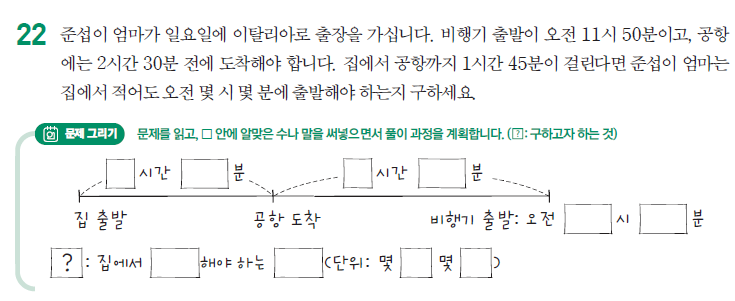 22 준섭이 엄마가 일요일에 이탈리아로 출장을 가십니다. 비행기 출발이 오전 11시 50분이고, 공항
에는 2시간 30분 전에 도착해야 합니다. 집에서 공항까지 1시간 45분이 걸린다면 준섭이 엄마는
집에서 적어도 오전 몇 시 몇 분에 출발해야 하는지 구하세요.
문제 그리기 문제를 읽고, □ 안에 알맞은 수나 말을 써넣으면서 풀이 과정을 계획합니다. (?: 구하고자 하는 것)
□시간 □분 □시간 □분
집 출발 공항 도착 비행기 출발: 오전 □시 □분
?: 집에서 □해야 하는 □(단위: 몇 □ 몇 □)